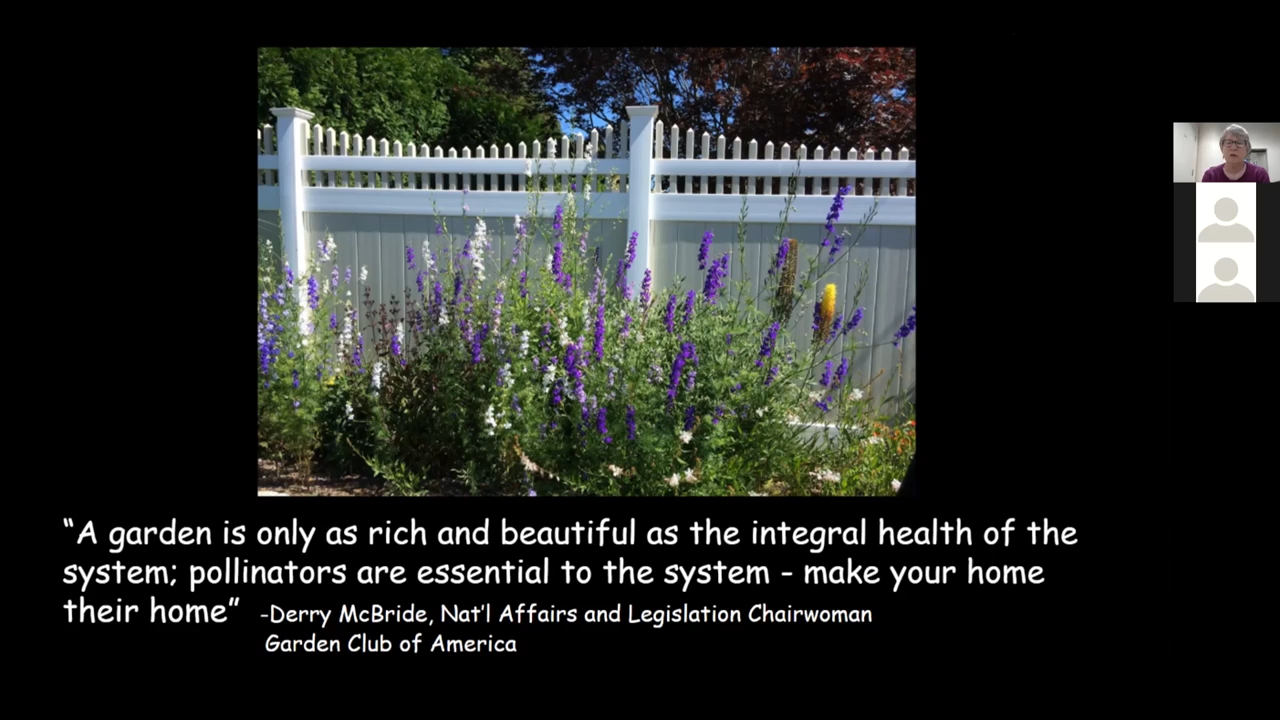 “A garden is only as rich and beautiful as the integral health of the
system; pollinators are essential to the system - make your home
their home” -Derry McBride, Nat’l Affairs and Legislation Chairwoman
Garden Club of America